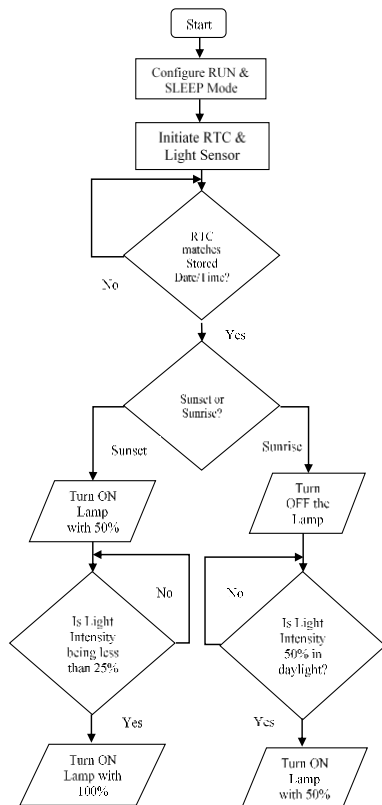 Start
Configure RUN &
SLEEP Mode
Initiate RTC &
Light Sensor
RTC
matches
Stored
Date/Time?
No
Yes
Sunset or
Sunrise?
Sunset
Sunrise
Turn ON
Lamp
with 50%
Turn
OFF the
Lamp
No
No
Is Light
Intensity
being less
than 25%
Is Light
Intensity
50% in
daylight?
Yes
Yes
Turn ON
Lamp with
100%
Turn ON
Lamp
with 50%